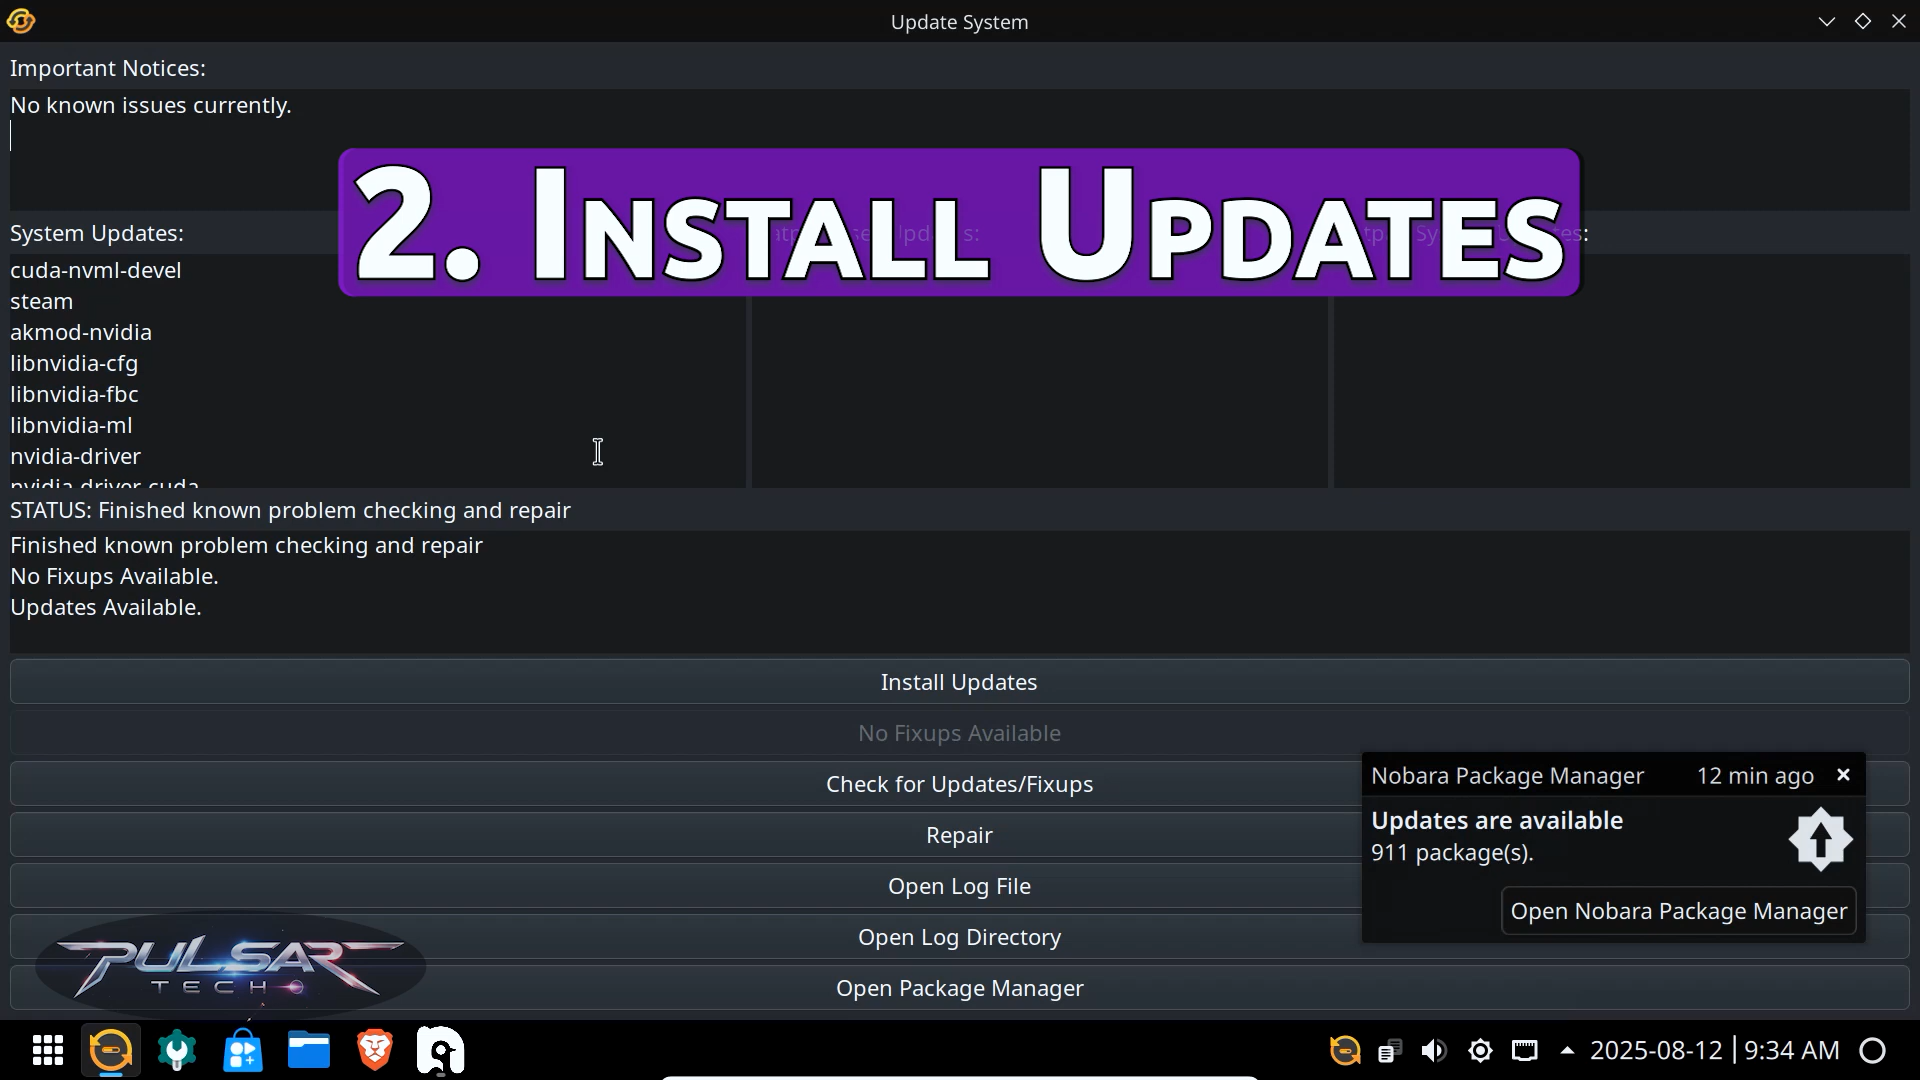 Update System
Important Notices:
No known issues currently.
2. Install Updates
System Updates:
cuda-nvml-devel
steam
akmod-nvidia
libnvidia-cfg
libnvidia-fbc
libnvidia-ml
nvidia-driver
nvidia-driver-cuda
STATUS: Finished known problem checking and repair
Finished known problem checking and repair
No Fixups Available.
Updates Available.
Install Updates
No Fixups Available
Check for Updates/Fixups
Repair
Open Log File
Open Log Directory
Open Package Manager
Nobara Package Manager 12 min ago
Updates are available
911 package(s).
Open Nobara Package Manager
PULSAR
TECH
2025-08-12 9:34 AM